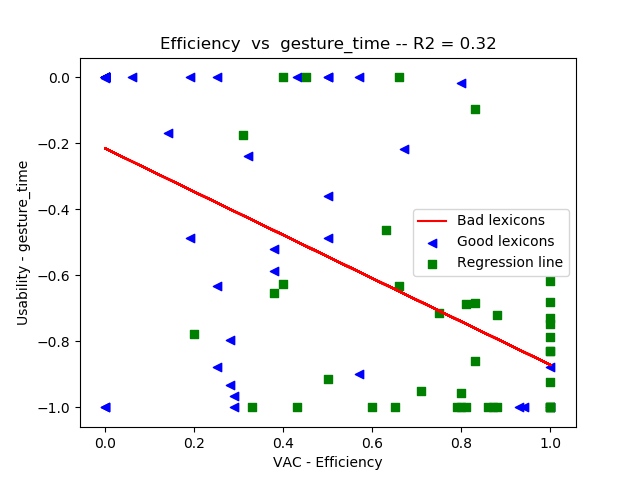 Efficiency vs gesture_time -- R2 = 0.32
0.0
−0.2
−0.4
−0.6
−0.8
−1.0
Usability - gesture_time
Bad lexicons
Good lexicons
Regression line
0.0 0.2 0.4 0.6 0.8 1.0
VAC - Efficiency